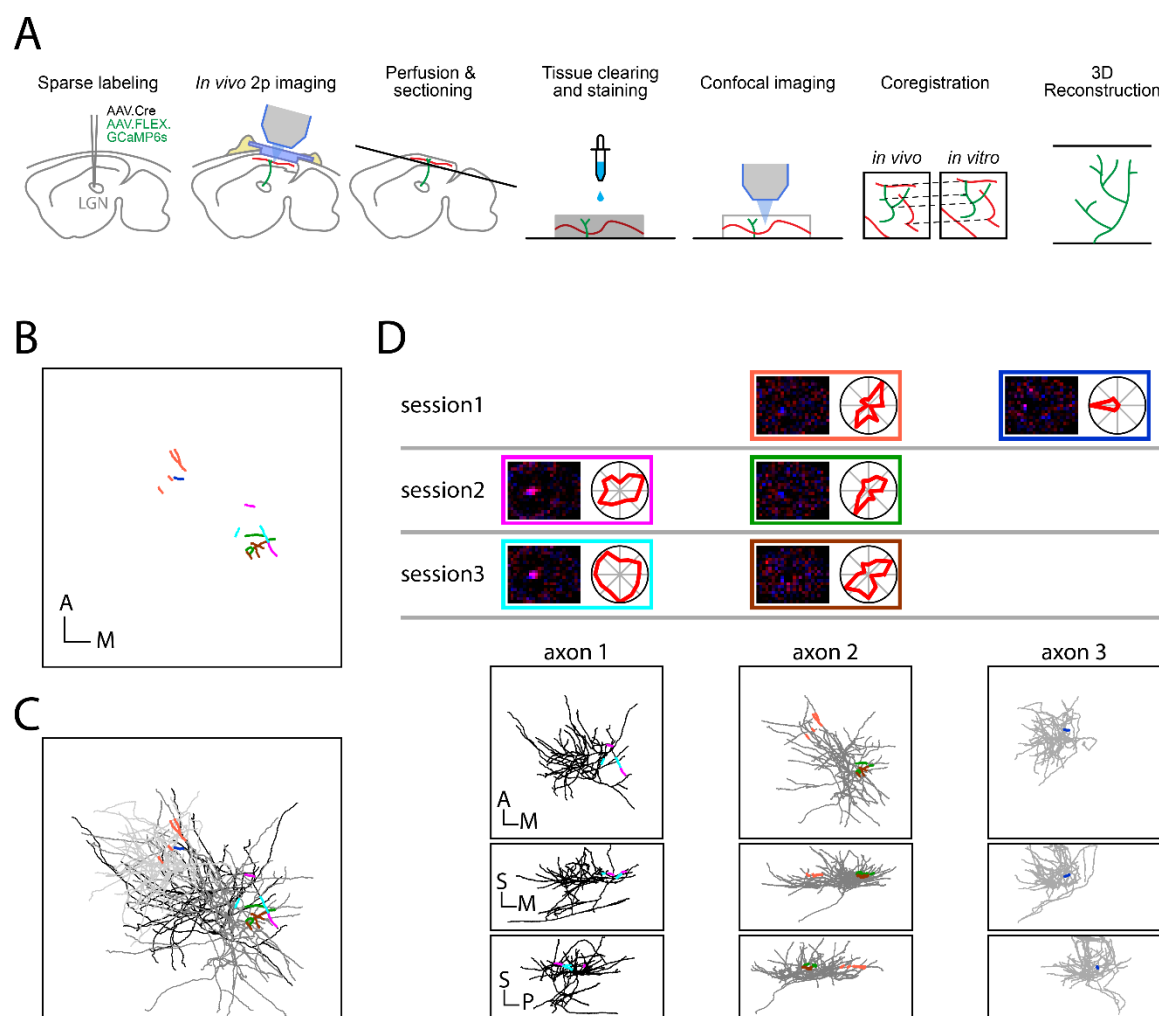 A
Sparse labeling
AAV.Cre
AAV.FLEX.
GCaMP6s
LGN
In vivo 2p imaging
Perfusion &
sectioning
Tissue clearing
and staining
Confocal imaging
Coregistration
in vivo
in vitro
3D
Reconstruction
B
A
M
C
D
session1
session2
session3
axon 1
axon 2
axon 3
A
M
S
M
S
P